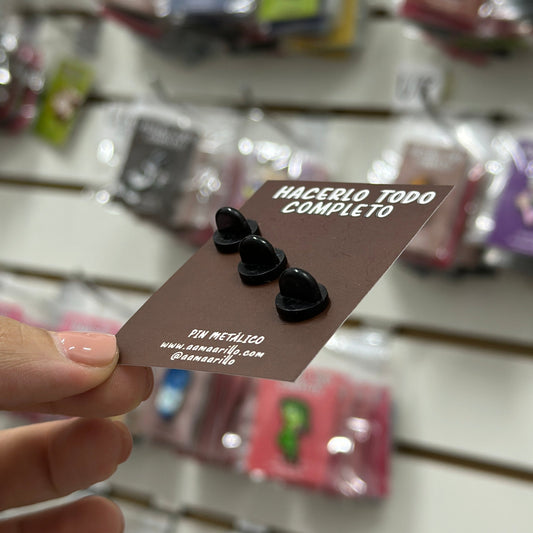 HACERLO TODO
COMPLETO
PIN METÁLICO
www.aamaarillo.com
@aamaarillo